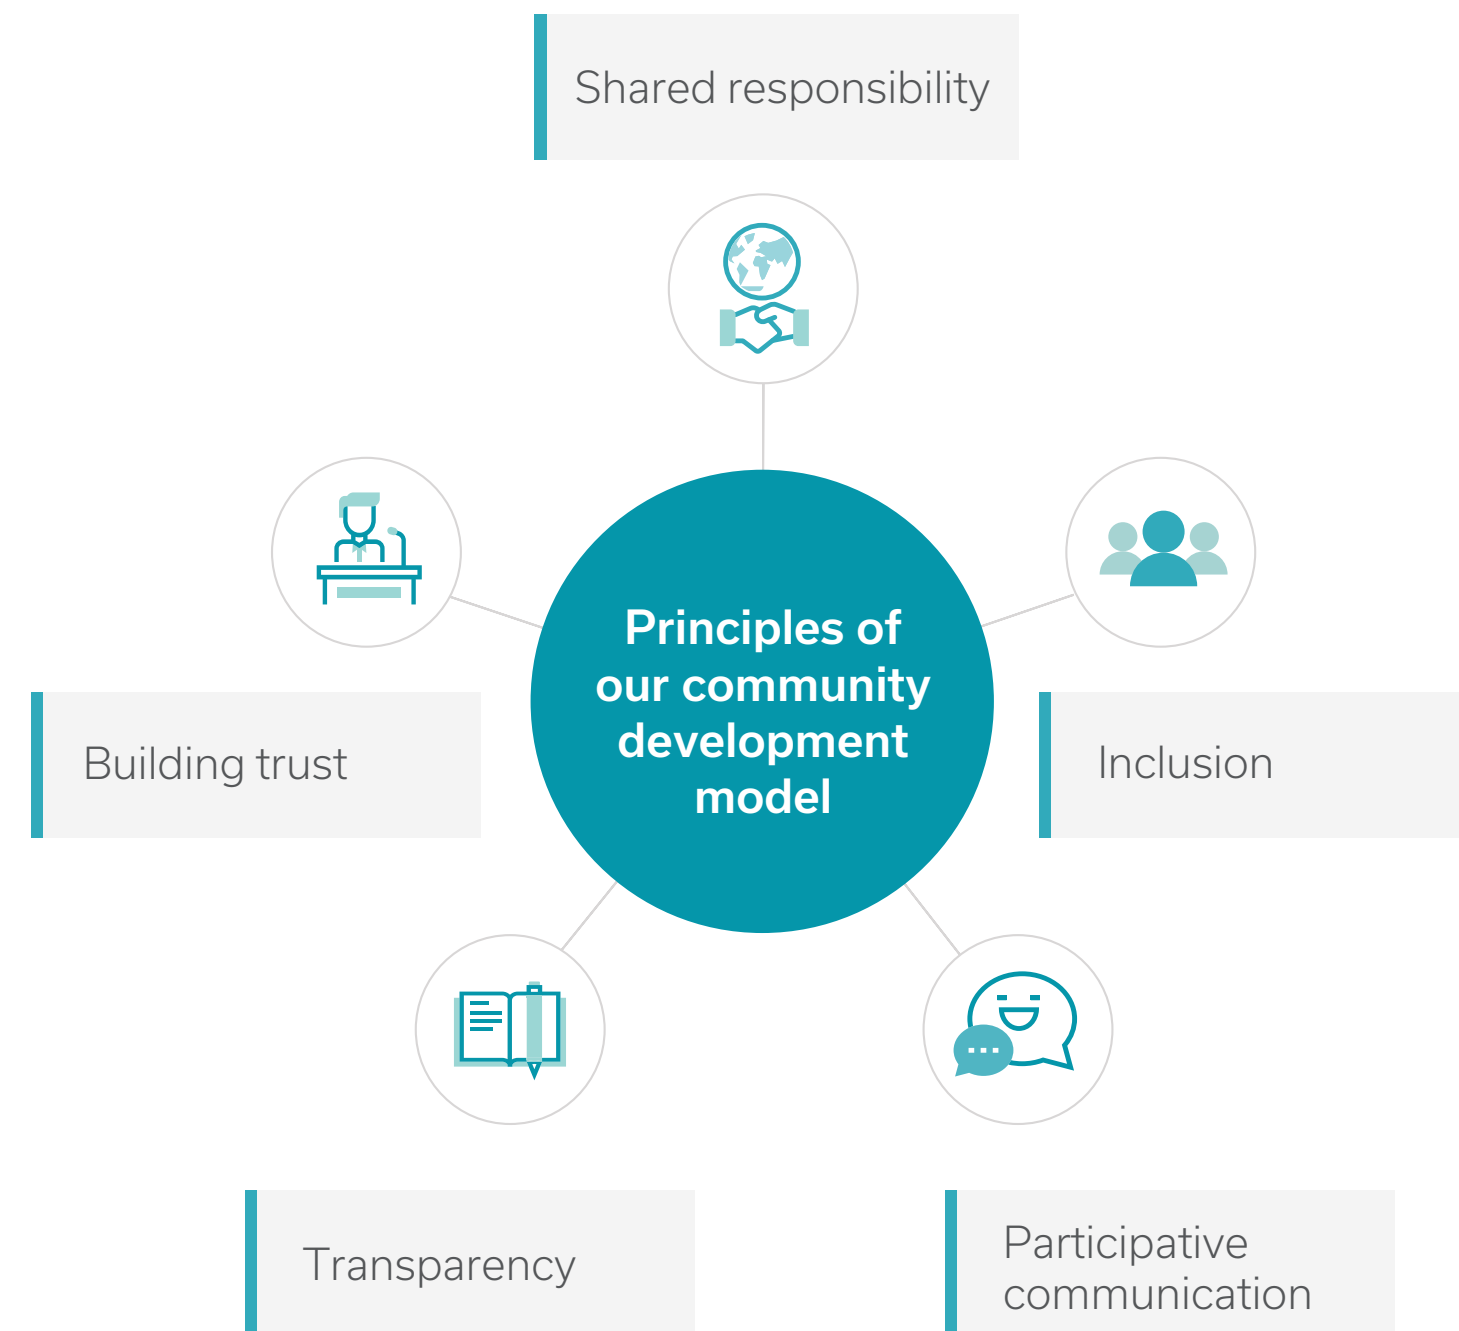 Shared responsibility
Principles of
our community
development
model
Building trust
Inclusion
Transparency
Participative
communication